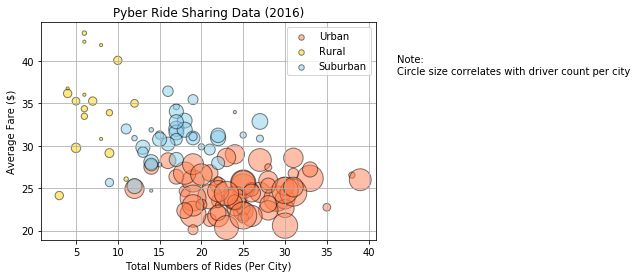 Pyber Ride Sharing Data (2016)
Average Fare ($)
40
35
30
25
20
5
10
15
20
25
30
35
40
Total Numbers of Rides (Per City)
Urban
Rural
Suburban
Note:
Circle size correlates with driver count per city